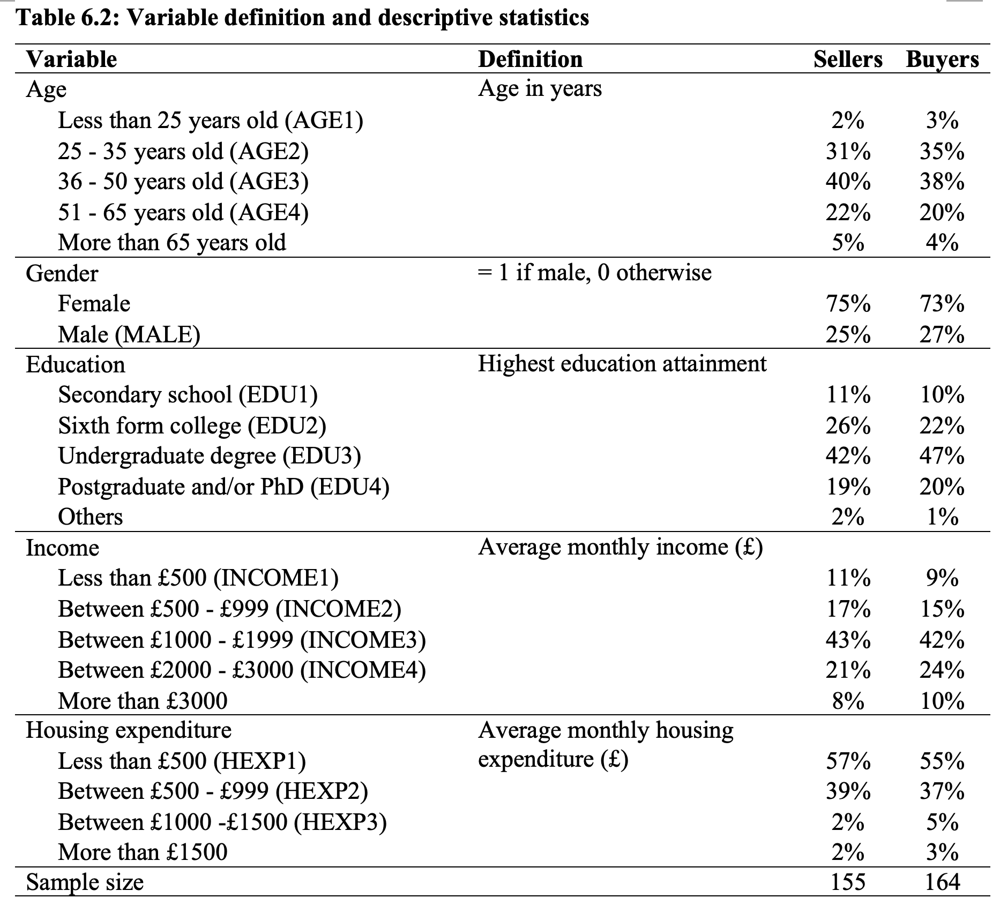 Table 6.2: Variable definition and descriptive statistics
Variable Definition Sellers Buyers
Age Age in years
Less than 25 years old (AGE1) 2% 3%
25 - 35 years old (AGE2) 31% 35%
36 - 50 years old (AGE3) 40% 38%
51 - 65 years old (AGE4) 22% 20%
More than 65 years old 5% 4%
Gender = 1 if male, 0 otherwise
Female 75% 73%
Male (MALE) 25% 27%
Education Highest education attainment
Secondary school (EDU1) 11% 10%
Sixth form college (EDU2) 26% 22%
Undergraduate degree (EDU3) 42% 47%
Postgraduate and/or PhD (EDU4) 19% 20%
Others 2% 1%
Income Average monthly income (£)
Less than £500 (INCOME1) 11% 9%
Between £500 - £999 (INCOME2) 17% 15%
Between £1000 - £1999 (INCOME3) 43% 42%
Between £2000 - £3000 (INCOME4) 21% 24%
More than £3000 8% 10%
Housing expenditure Average monthly housing
Less than £500 (HEXP1) expenditure (£) 57% 55%
Between £500 - £999 (HEXP2) 39% 37%
Between £1000 -£1500 (HEXP3) 2% 5%
More than £1500 2% 3%
Sample size 155 164